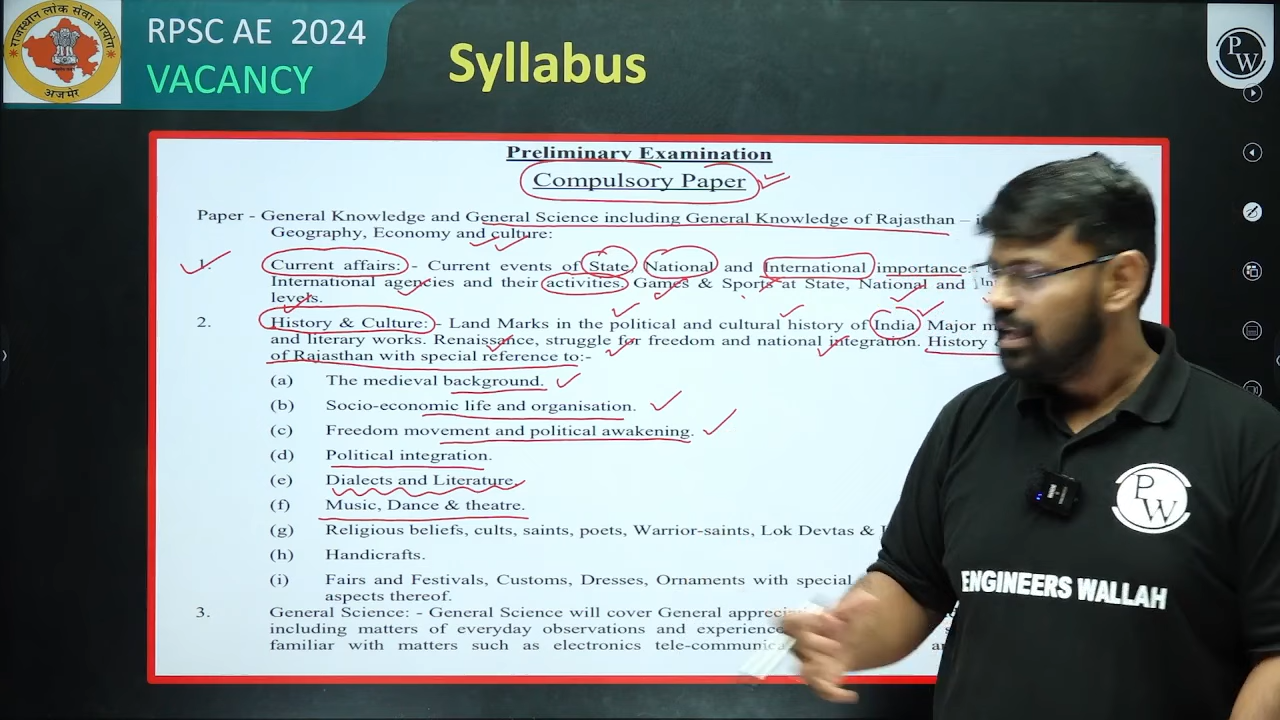 राजस्थान लोक सेवा आयोग
अजमेर
RPSC AE 2024
VACANCY
Syllabus
PW
Preliminary Examination
Compulsory Paper
Paper - General Knowledge and General Science including General Knowledge of Rajasthan –
Geography, Economy and culture:
1. Current affairs: - Current events of State, National and International importance.
International agencies and their activities. Games & Sports at State, National and
levels.
2. History & Culture: - Land Marks in the political and cultural history of India Major
and literary works. Renaissance, struggle for freedom and national integration. History
of Rajasthan with special reference to:-
(a) The medieval background.
(b) Socio-economic life and organisation.
(c) Freedom movement and political awakening.
(d) Political integration.
(e) Dialects and Literature.
(f) Music, Dance & theatre.
(g) Religious beliefs, cults, saints, poets, Warrior-saints, Lok Devtas &
(h) Handicrafts.
(i) Fairs and Festivals, Customs, Dresses, Ornaments with special
aspects thereof.
3. General Science: - General Science will cover General
including matters of everyday observations and
familiar with matters such as electronics
PW
ENGINEERS WALLAH